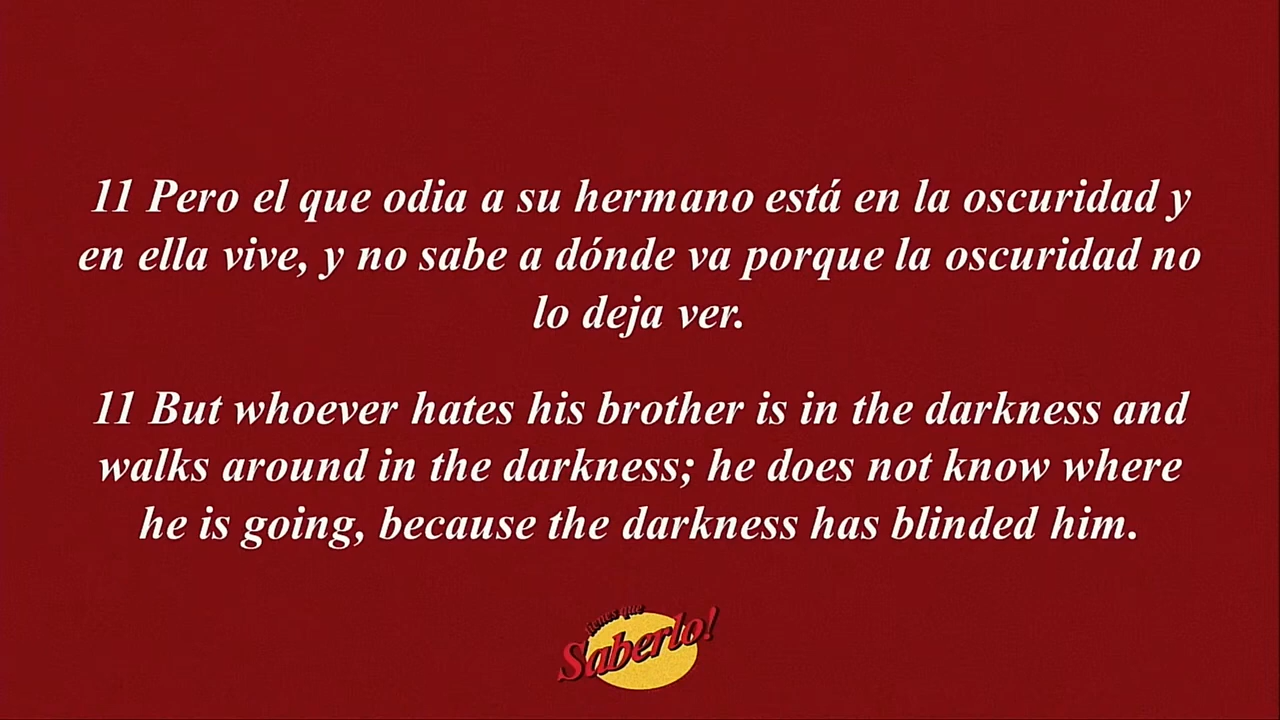 11 Pero el que odia a su hermano está en la oscuridad y
en ella vive, y no sabe a dónde va porque la oscuridad no
lo deja ver.
11 But whoever hates his brother is in the darkness and
walks around in the darkness; he does not know where
he is going, because the darkness has blinded him.
tienes que
Saberlo!